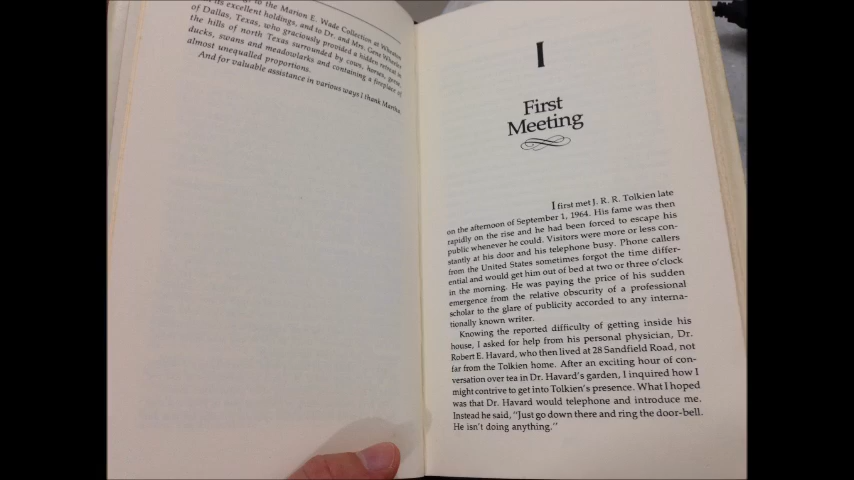 to the Marion E. Wade Collection at Wheaton
its excellent holdings, and to Dr. and Mrs. Gene Wheeler
of Dallas, Texas, who graciously provided a hidden retreat in
the hills of north Texas surrounded by cows, horses, geese,
ducks, swans and meadowlarks and containing a fireplace of
almost unequalled proportions.
And for valuable assistance in various ways I thank Martha.
I
First
Meeting
I first met J. R. R. Tolkien late
on the afternoon of September 1, 1964. His fame was then
rapidly on the rise and he had been forced to escape his
public whenever he could. Visitors were more or less con-
stantly at his door and his telephone busy. Phone callers
from the United States sometimes forgot the time differ-
ential and would get him out of bed at two or three o'clock
in the morning. He was paying the price of his sudden
emergence from the relative obscurity of a professional
scholar to the glare of publicity accorded to any interna-
tionally known writer.
Knowing the reported difficulty of getting inside his
house, I asked for help from his personal physician, Dr.
Robert E. Havard, who then lived at 28 Sandfield Road, not
far from the Tolkien home. After an exciting hour of con-
versation over tea in Dr. Havard's garden, I inquired how I
might contrive to get into Tolkien's presence. What I hoped
was that Dr. Havard would telephone and introduce me.
Instead he said, "Just go down there and ring the door-bell.
He isn't doing anything."